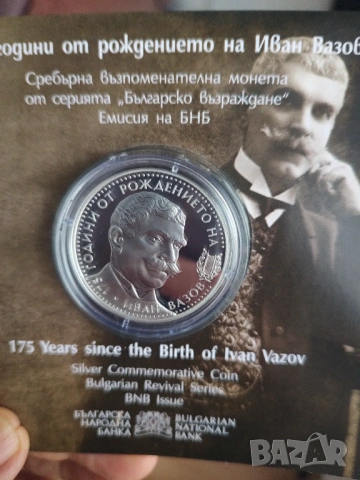 години от рождението на Иван Вазов
Сребърна възпоменателна монета
от серията „Българско възраждане“
Емисия на БНБ
175 ГОДИНИ ОТ РОЖДЕНИЕТО НА
ИВАН ВАЗОВ
175 Years since the Birth of Ivan Vazov
Silver Commemorative Coin
Bulgarian Revival Series
BNB Issue
БЪЛГАРСКА
НАРОДНА
БАНКА
BULGARIAN
NATIONAL
BANK
BAZAR